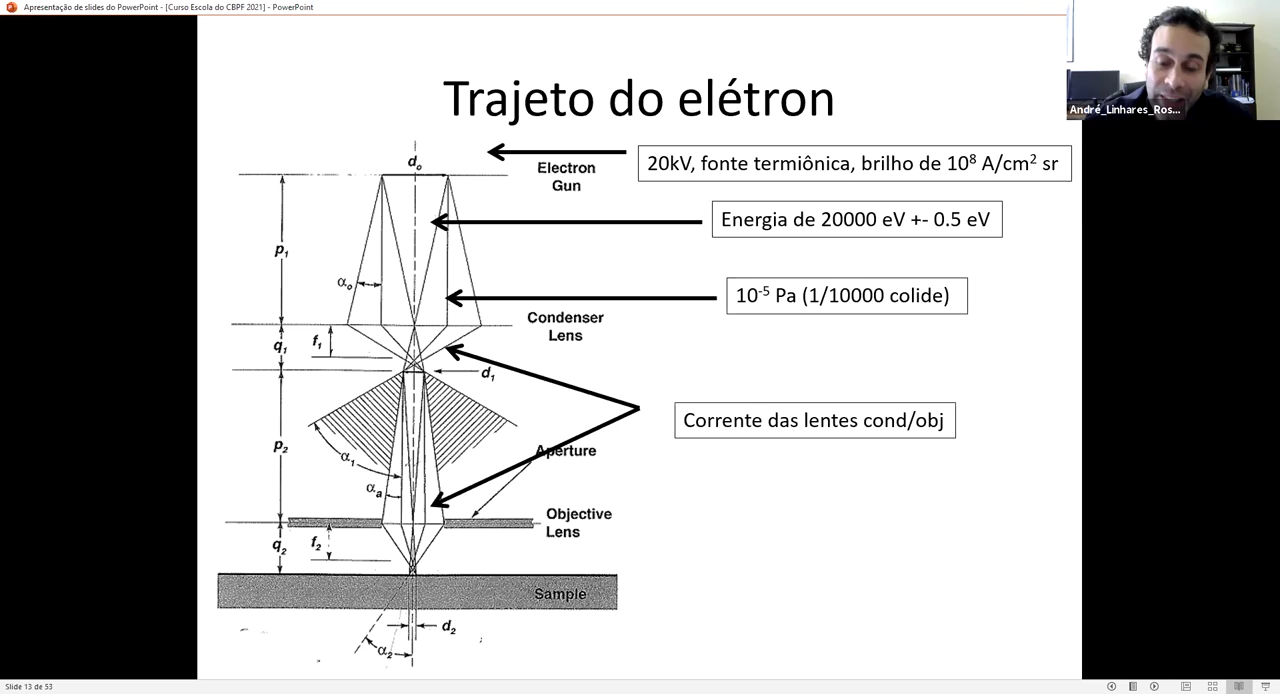 Apresentação de slides do PowerPoint - [Curso Escola do CBPF 2021] - PowerPoint
André_Linhares_Ros...
Trajeto do elétron
dₒ
Electron
Gun
20kV, fonte termiônica, brilho de 10⁸ A/cm² sr
Energia de 20000 eV +- 0.5 eV
p₁
αₒ
10⁻⁵ Pa (1/10000 colide)
Condenser
Lens
q₁
f₁
d₁
Corrente das lentes cond/obj
p₂
α₁
Aperture
αₐ
Objective
Lens
q₂
f₂
Sample
d₂
α₂
Slide 13 de 53